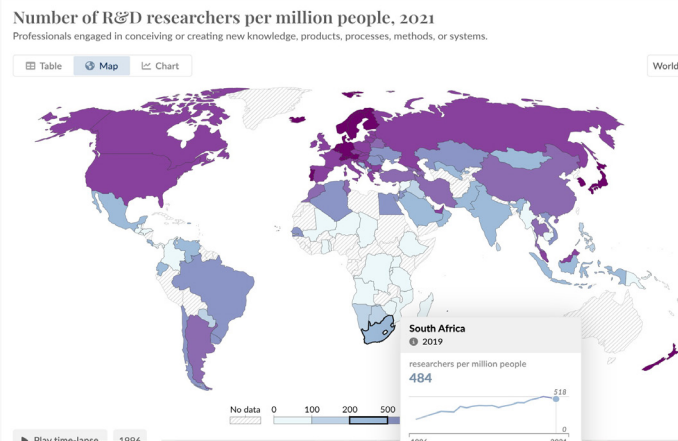 Number of R&D researchers per million people, 2021
Professionals engaged in conceiving or creating new knowledge, products, processes, methods, or systems.
Table Map Chart World
South Africa
2019
researchers per million people
484
518
0
No data 0 100 200 500
Play time-lapse 1996
1996 2021